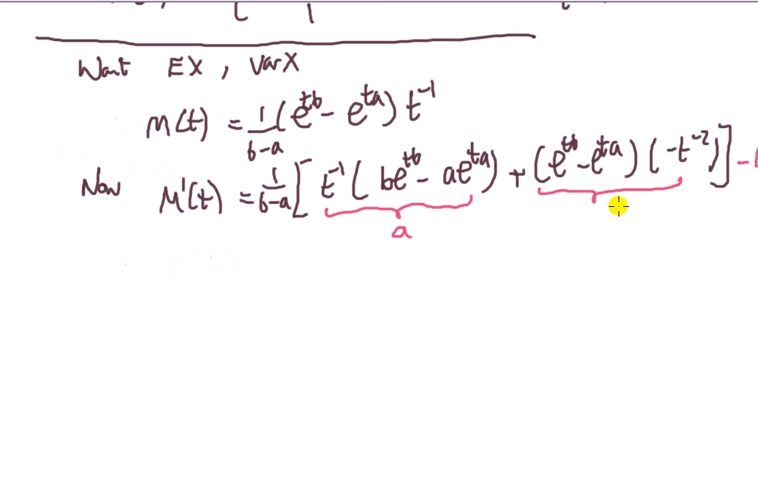 Want EX, VarX
M(t) = 1/(b-a) (e^{tb} - e^{ta}) t^{-1}
Now M'(t) = 1/(b-a) [ t^{-1} ( be^{tb} - ae^{ta}) + (e^{tb} - e^{ta}) (-t^{-2}) ] -
a